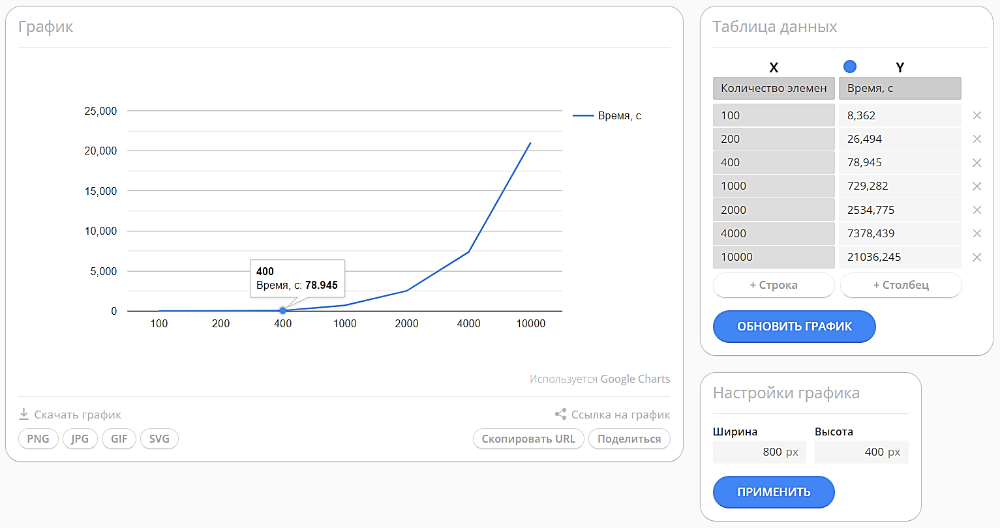 График
25,000
20,000
15,000
10,000
5,000
0
Время, с
400
Время, с: 78.945
100 200 400 1000 2000 4000 10000
Используется Google Charts
Скачать график
PNG JPG GIF SVG
Ссылка на график
Скопировать URL Поделиться
Таблица данных
X Y
Количество элемен Время, с
100 8,362
200 26,494
400 78,945
1000 729,282
2000 2534,775
4000 7378,439
10000 21036,245
+ Строка + Столбец
ОБНОВИТЬ ГРАФИК
Настройки графика
Ширина Высота
800 px 400 px
ПРИМЕНИТЬ